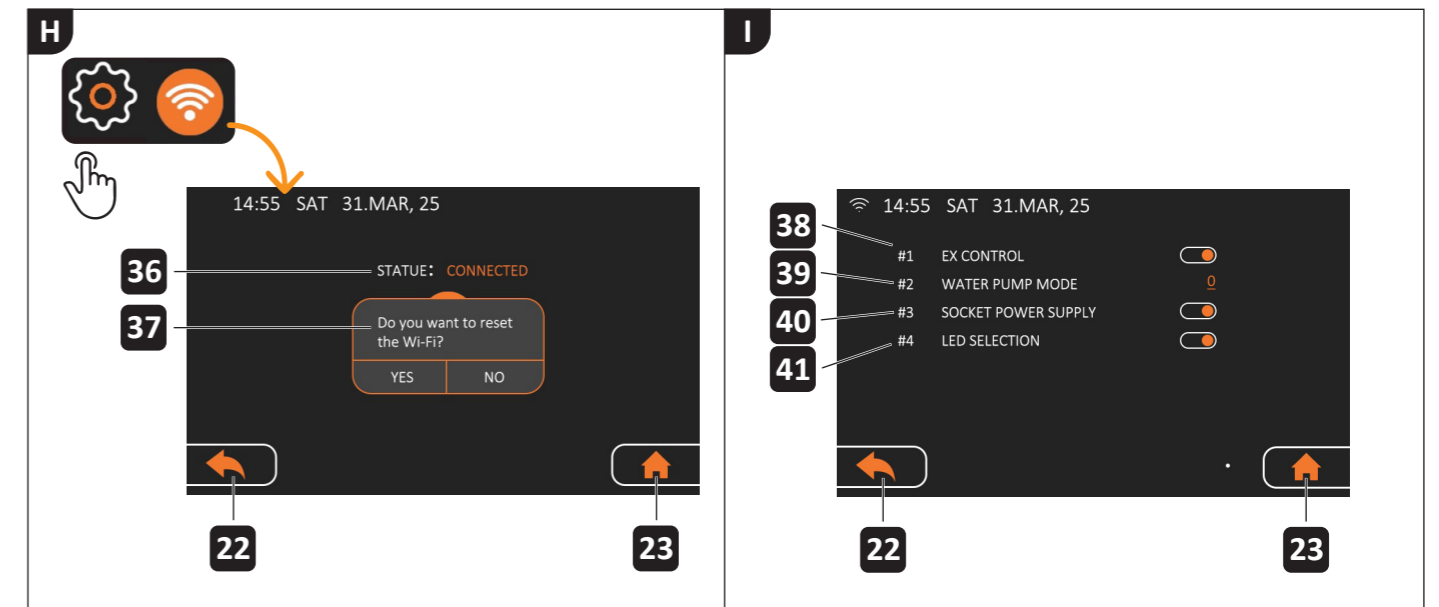 H
14:55 SAT 31.MAR, 25
36
STATUE: CONNECTED
37
Do you want to reset
the Wi-Fi?
YES NO
22
23
I
14:55 SAT 31.MAR, 25
38
#1 EX CONTROL
39
#2 WATER PUMP MODE 0
40
#3 SOCKET POWER SUPPLY
41
#4 LED SELECTION
22
23